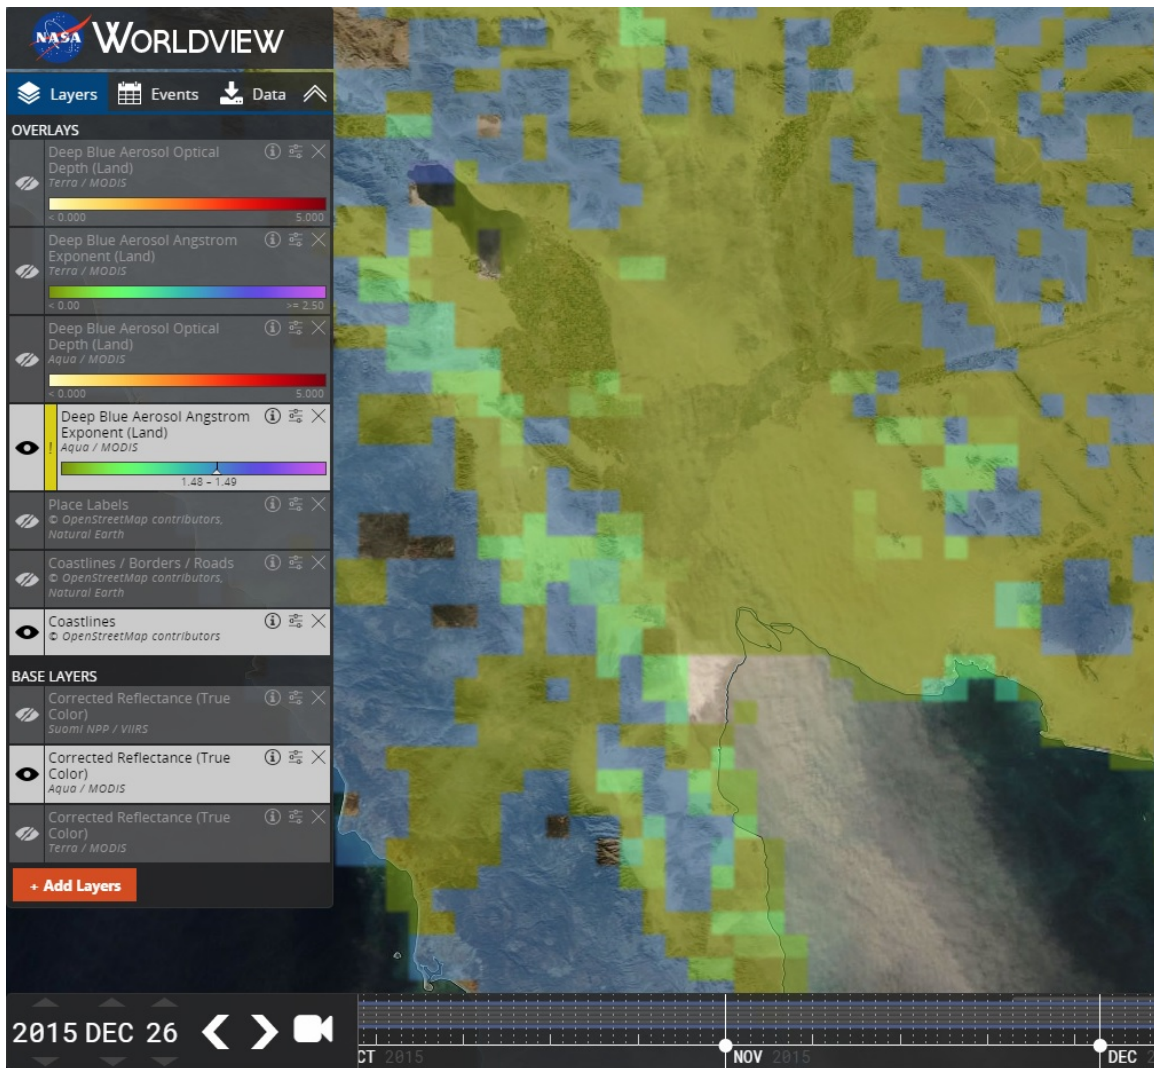 NASA WORLDVIEW
Layers Events Data
OVERLAYS
Deep Blue Aerosol Optical
Depth (Land)
Terra / MODIS
< 0.000 5.000
Deep Blue Aerosol Angstrom
Exponent (Land)
Terra / MODIS
< 0.00 >= 2.50
Deep Blue Aerosol Optical
Depth (Land)
Aqua / MODIS
< 0.000 5.000
Deep Blue Aerosol Angstrom
Exponent (Land)
Aqua / MODIS
1.48 – 1.49
Place Labels
© OpenStreetMap contributors,
Natural Earth
Coastlines / Borders / Roads
© OpenStreetMap contributors,
Natural Earth
Coastlines
© OpenStreetMap contributors
BASE LAYERS
Corrected Reflectance (True
Color)
Suomi NPP / VIIRS
Corrected Reflectance (True
Color)
Aqua / MODIS
Corrected Reflectance (True
Color)
Terra / MODIS
+ Add Layers
2015 DEC 26
CT 2015 NOV 2015 DEC 2